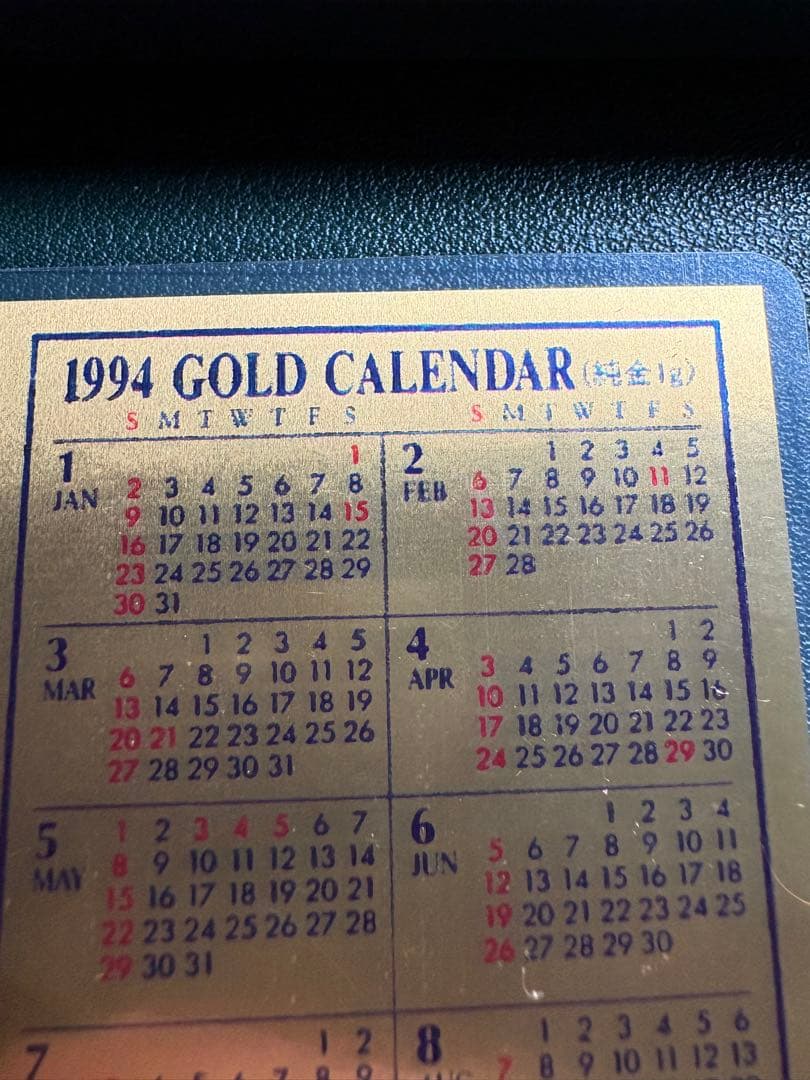 1994 GOLD CALENDAR (純金1g)
S M T W T F S
S M T W T F S
1
JAN
1
2 3 4 5 6 7 8
9 10 11 12 13 14 15
16 17 18 19 20 21 22
23 24 25 26 27 28 29
30 31
2
FEB
1 2 3 4 5
6 7 8 9 10 11 12
13 14 15 16 17 18 19
20 21 22 23 24 25 26
27 28
3
MAR
1 2 3 4 5
6 7 8 9 10 11 12
13 14 15 16 17 18 19
20 21 22 23 24 25 26
27 28 29 30 31
4
APR
1 2
3 4 5 6 7 8 9
10 11 12 13 14 15 16
17 18 19 20 21 22 23
24 25 26 27 28 29 30
5
MAY
1 2 3 4 5 6 7
8 9 10 11 12 13 14
15 16 17 18 19 20 21
22 23 24 25 26 27 28
29 30 31
6
JUN
1 2 3 4
5 6 7 8 9 10 11
12 13 14 15 16 17 18
19 20 21 22 23 24 25
26 27 28 29 30
7
1 2
8
1 2 3 4 5 6
7 8 9 10 11 12 13